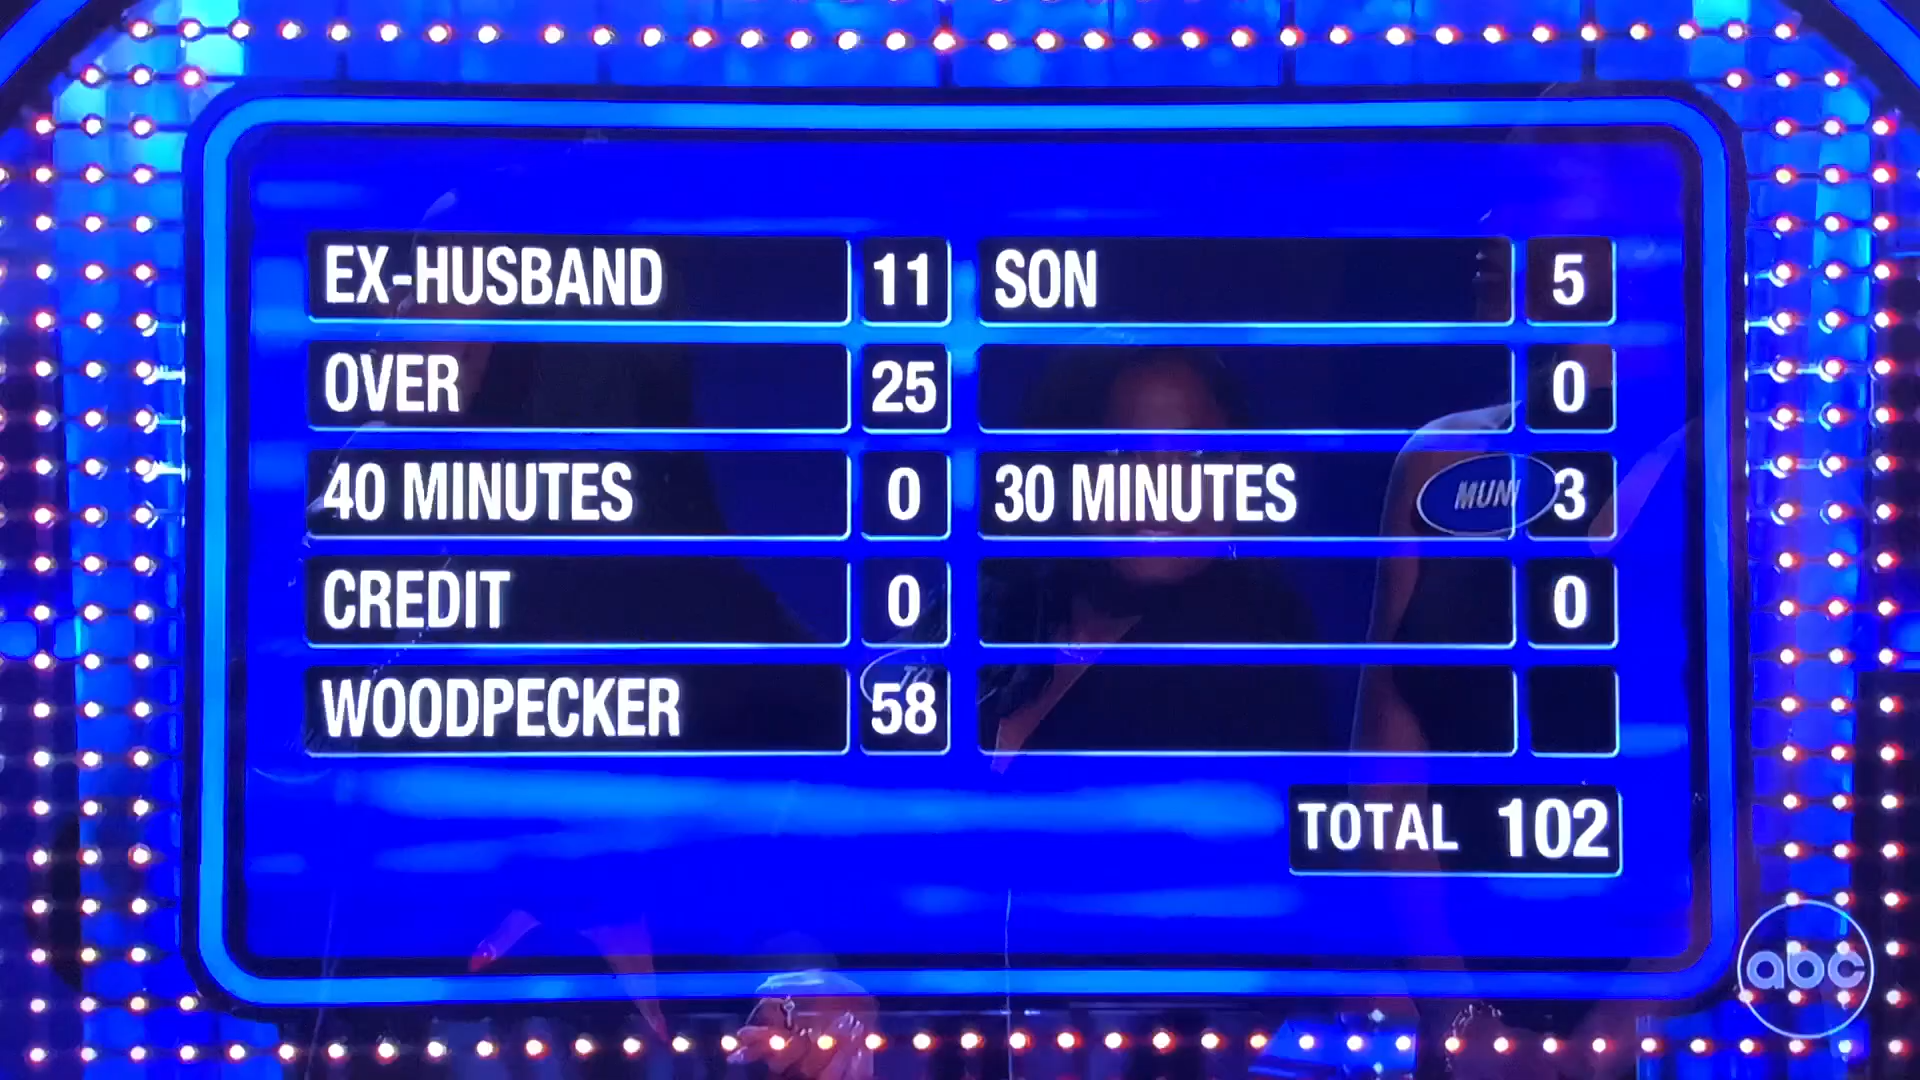 EX-HUSBAND 11 SON 5
OVER 25 0
40 MINUTES 0 30 MINUTES 3
CREDIT 0 0
WOODPECKER 58
TOTAL 102
abc